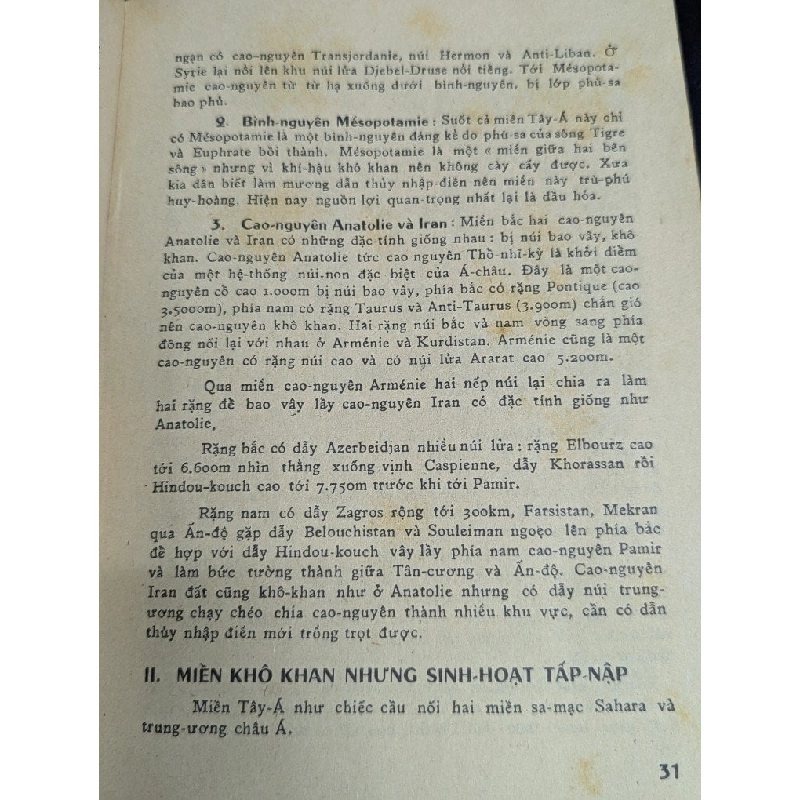 ngạn có cao-nguyên Transjordanie, núi Hermon và Anti-Liban. Ở
Syrie lại nổi lên khu núi lửa Djebel-Druse nổi tiếng. Tới Mésopota-
mie cao-nguyên từ từ hạ xuống dưới bình-nguyên, bị lớp phù-sa
bao phủ.
2. Bình-nguyên Mésopotamie : Suốt cả miền Tây-Á này chỉ
có Mésopotamie là một bình-nguyên đáng kể do phù-sa của sông Tigre
và Euphrate bồi thành. Mésopotamie là một « miền giữa hai bên
sông » nhưng vì khí-hậu khô khan nên không cày cấy được. Xưa
kia dân biết làm mương dẫn thủy nhập-điền nên miền này trù-phú
huy-hoàng. Hiện nay nguồn lợi quan-trọng nhất lại là dầu hỏa.
3. Cao-nguyên Anatolie và Iran : Miền bắc hai cao-nguyên
Anatolie và Iran có những đặc tính giống nhau : bị núi bao vây, khô
khan. Cao-nguyên Anatolie tức cao-nguyên Thổ-nhĩ-kỳ là khởi điểm
của một hệ-thống núi-non đặc biệt của Á-châu. Đây là một cao-
nguyên cổ cao 1.000m bị núi bao vây, phía bắc có rặng Pontique (cao
3.5000m), phía nam có rặng Taurus và Anti-Taurus (3.900m) chắn gió
nên cao-nguyên khô khan. Hai rặng núi bắc và nam vòng sang phía
đông nối lại với nhau ở Arménie và Kurdistan. Arménie cũng là một
cao-nguyên có rặng núi cao và có núi lửa Ararat cao 5.200m.
Qua miền cao-nguyên Arménie hai nếp núi lại chia ra làm
hai rặng để bao vây lấy cao-nguyên Iran có đặc tính giống như
Anatolie,
Rặng bắc có dẫy Azerbeidjan nhiều núi lửa : rặng Elbourz cao
tới 6.600m nhìn thẳng xuống vịnh Caspienne, dẫy Khorassan rồi
Hindou-kouch cao tới 7.750m trước khi tới Pamir.
Rặng nam có dẫy Zagros rộng tới 300km, Farsistan, Mekran
qua Ấn-độ gặp dẫy Belouchistan và Souleiman ngoẹo lên phía bắc
để hợp với dẫy Hindou-kouch vây lấy phía nam cao-nguyên Pamir
và làm bức tường thành giữa Tân-cương và Ấn-độ. Cao-nguyên
Iran đất cũng khô-khan như ở Anatolie nhưng có dẫy núi trung-
ương chạy chéo chia cao-nguyên thành nhiều khu vực, cần có dẫn
thủy nhập điền mới trồng trọt được.
II. MIỀN KHÔ KHAN NHƯNG SINH-HOẠT TẤP-NẬP
Miền Tây-Á như chiếc cầu nối hai miền sa-mạc Sahara và
trung-ương châu Á.
31